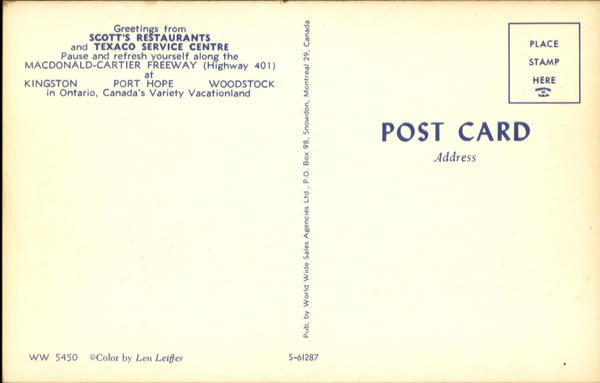 Greetings from
SCOTT'S RESTAURANTS
and TEXACO SERVICE CENTRE
Pause and refresh yourself along the
MACDONALD-CARTIER FREEWAY (Highway 401)
at
KINGSTON PORT HOPE WOODSTOCK
in Ontario, Canada's Variety Vacationland
WW 5450 ©Color by Len Leiffer
Pub. by World Wide Sales Agencies Ltd., P.O. Box 98, Snowdon, Montreal 29, Canada
S-61287
PLACE
STAMP
HERE
POST CARD
Address